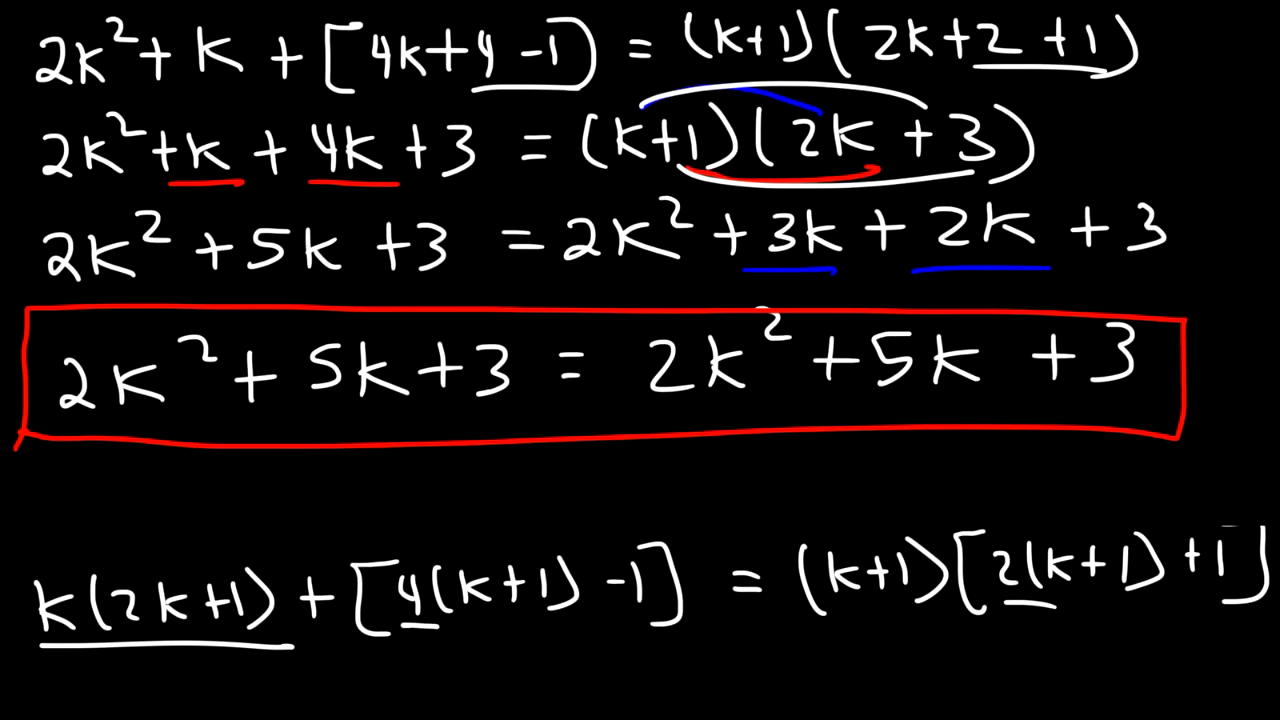 2k² + k + [4k+4-1) = (k+1)(2k+2+1)
2k² + k + 4k + 3 = (k+1)(2k + 3)
2k² + 5k + 3 = 2k² + 3k + 2k + 3
2k² + 5k + 3 = 2k² + 5k + 3
k(2k+1) + [4(k+1) -1] = (k+1)[2(k+1) +1]